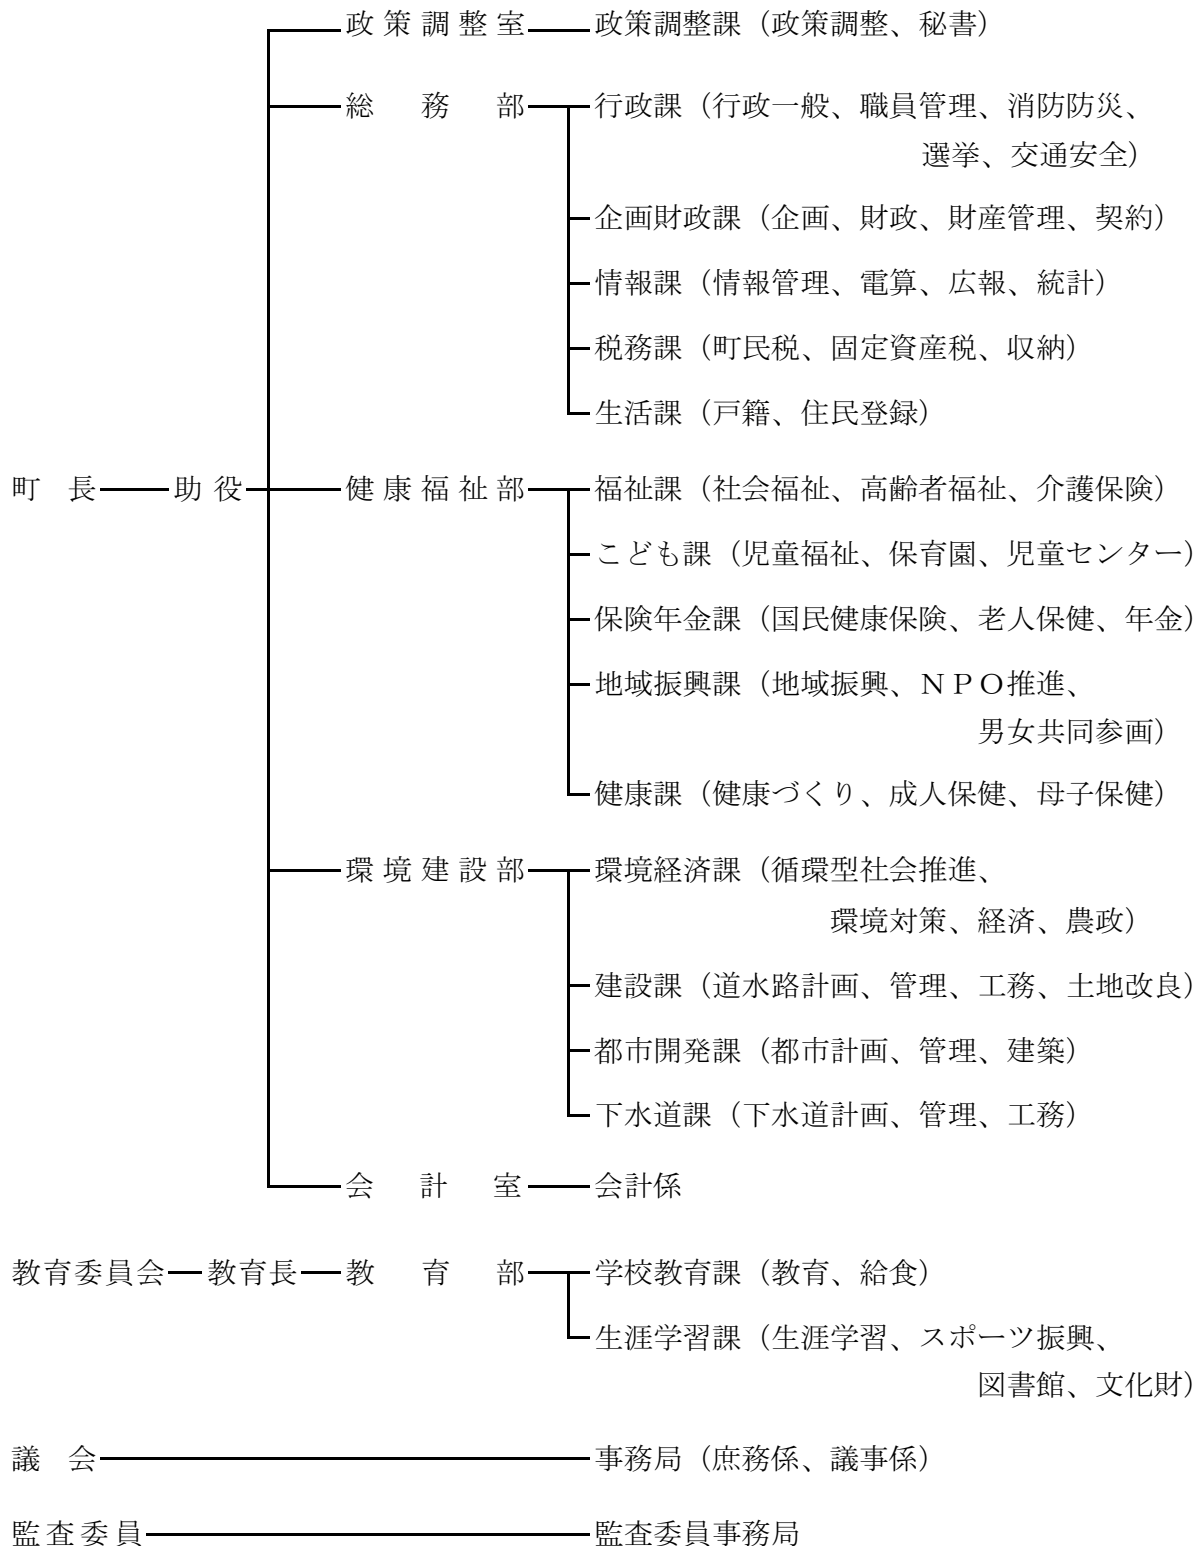 政策調整室 政策調整課（政策調整、秘書）
総務部 行政課（行政一般、職員管理、消防防災、
選挙、交通安全）
企画財政課（企画、財政、財産管理、契約）
情報課（情報管理、電算、広報、統計）
税務課（町民税、固定資産税、収納）
生活課（戸籍、住民登録）
町長 助役 健康福祉部 福祉課（社会福祉、高齢者福祉、介護保険）
こども課（児童福祉、保育園、児童センター）
保険年金課（国民健康保険、老人保健、年金）
地域振興課（地域振興、ＮＰＯ推進、
男女共同参画）
健康課（健康づくり、成人保健、母子保健）
環境建設部 環境経済課（循環型社会推進、
環境対策、経済、農政）
建設課（道水路計画、管理、工務、土地改良）
都市開発課（都市計画、管理、建築）
下水道課（下水道計画、管理、工務）
会計室 会計係
教育委員会 教育長 教育部 学校教育課（教育、給食）
生涯学習課（生涯学習、スポーツ振興、
図書館、文化財）
議会 事務局（庶務係、議事係）
監査委員 監査委員事務局